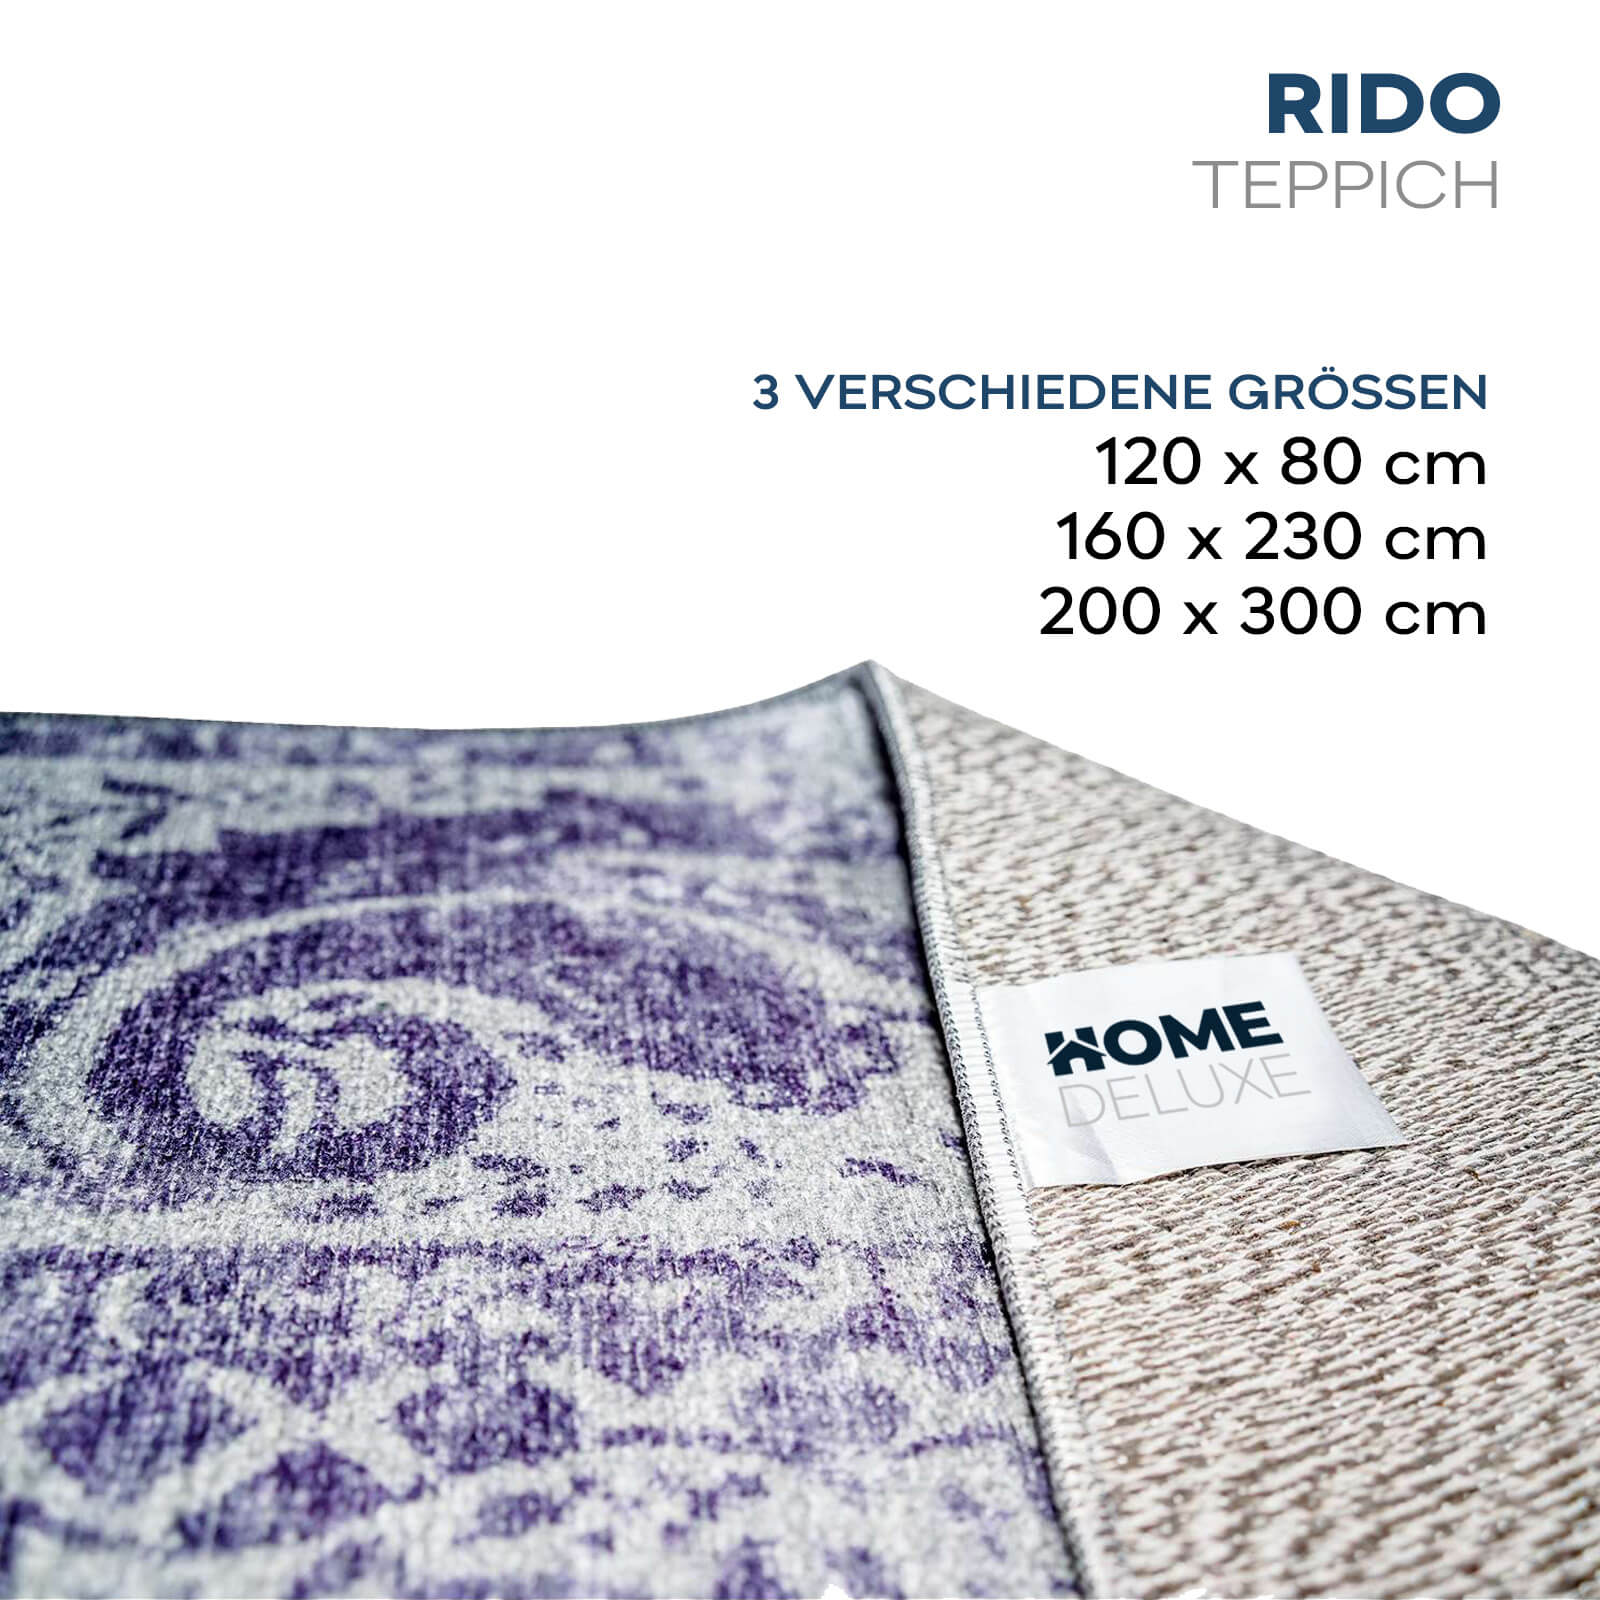 RIDO
TEPPICH
3 VERSCHIEDENE GRÖSSEN
120 x 80 cm
160 x 230 cm
200 x 300 cm
HOME
DELUXE